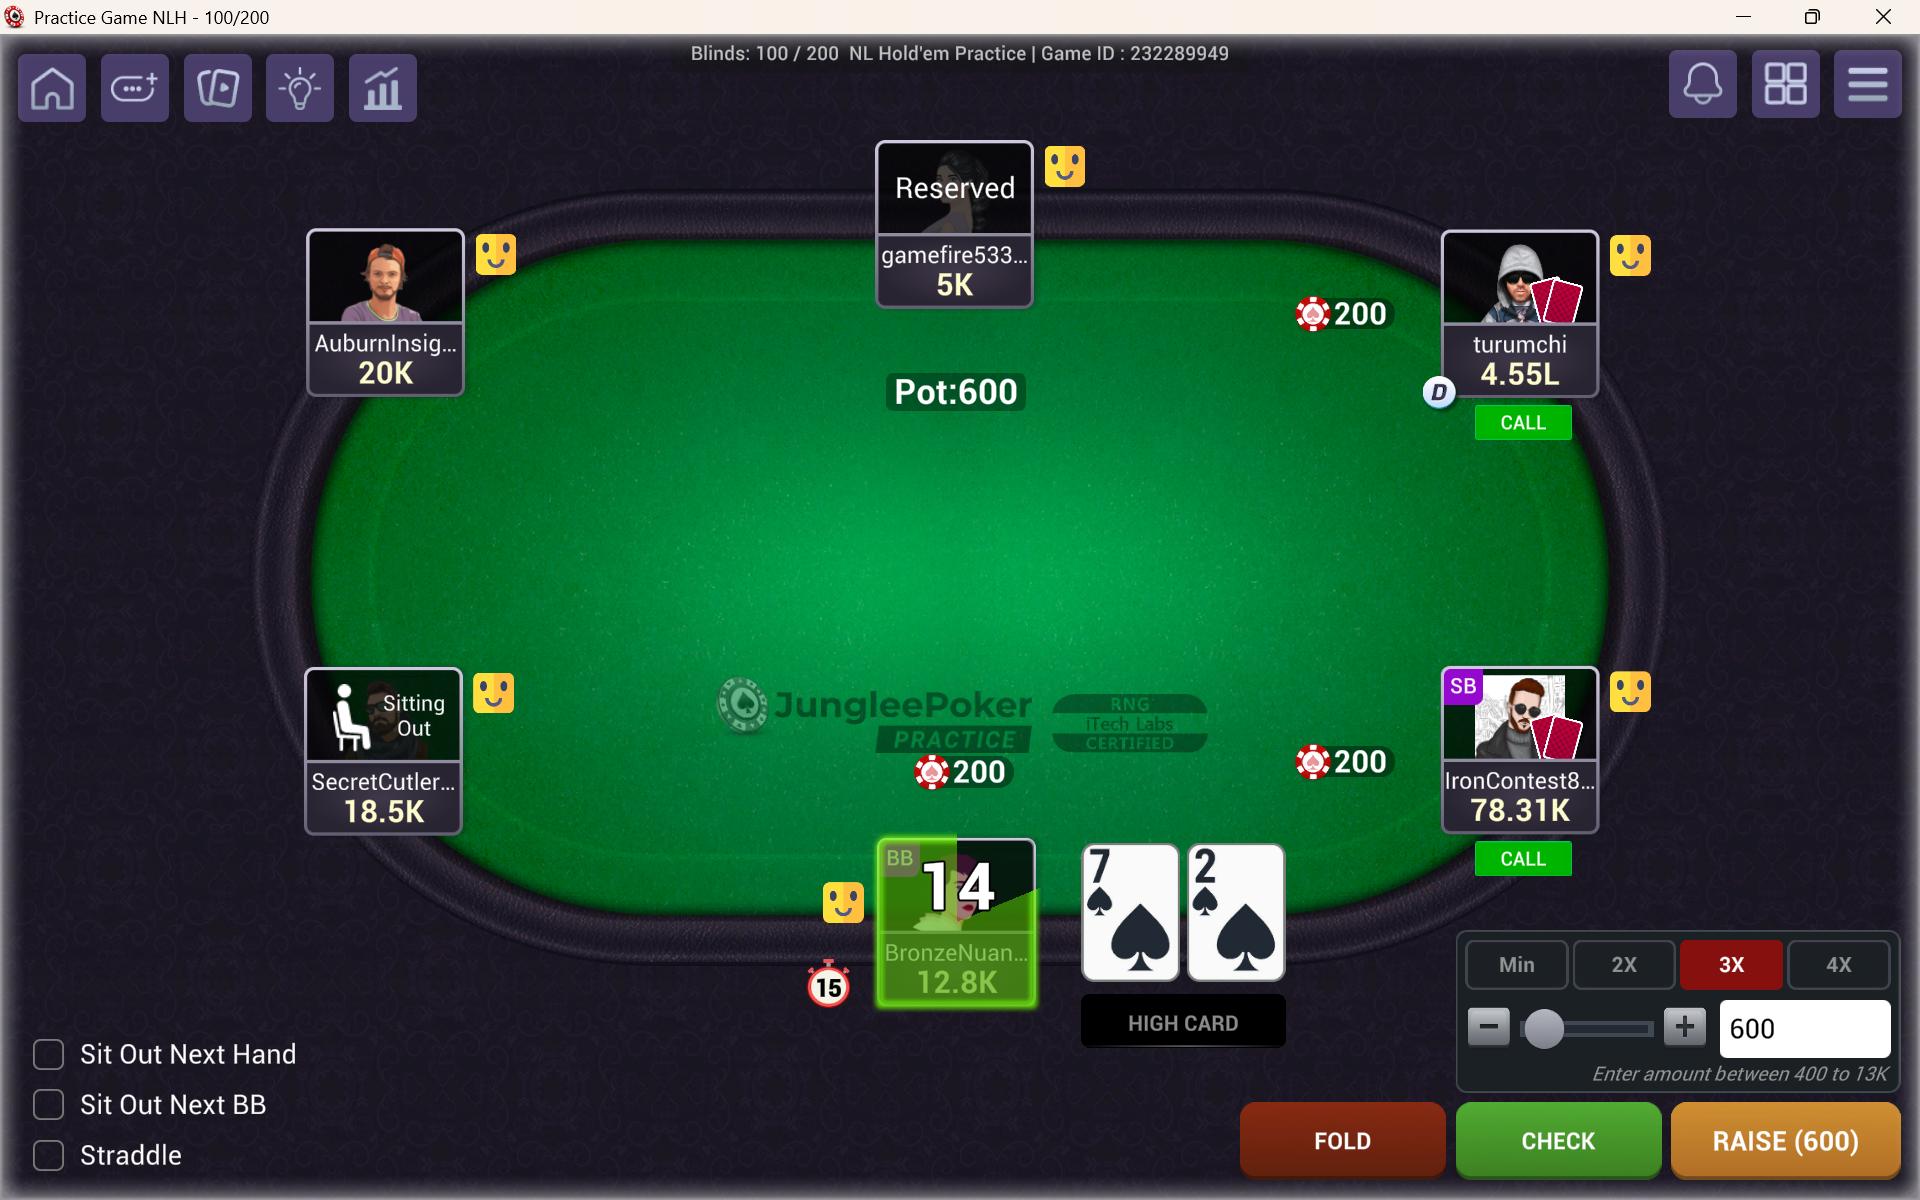 Practice Game NLH - 100/200
Blinds: 100 / 200 NL Hold'em Practice | Game ID : 232289949
Reserved
gamefire533...
5K
AuburnInsig...
20K
200
turumchi
4.55L
D
CALL
Pot:600
Sitting
Out
SecretCutler...
18.5K
JungleePoker
PRACTICE
RNG
iTech Labs
CERTIFIED
200
200
SB
IronContest8...
78.31K
CALL
BB
14
BronzeNuan...
12.8K
15
7
2
HIGH CARD
Min
2X
3X
4X
600
Enter amount between 400 to 13K
Sit Out Next Hand
Sit Out Next BB
Straddle
FOLD
CHECK
RAISE (600)